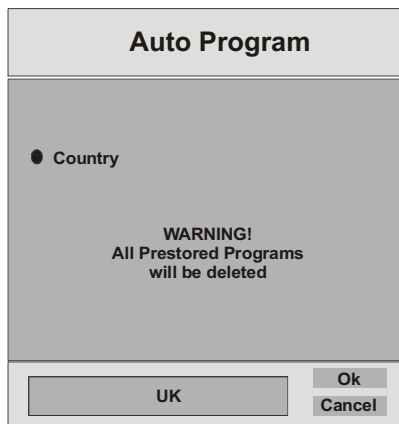 Auto Program
Country
WARNING!
All Prestored Programs
will be deleted
UK
Ok
Cancel